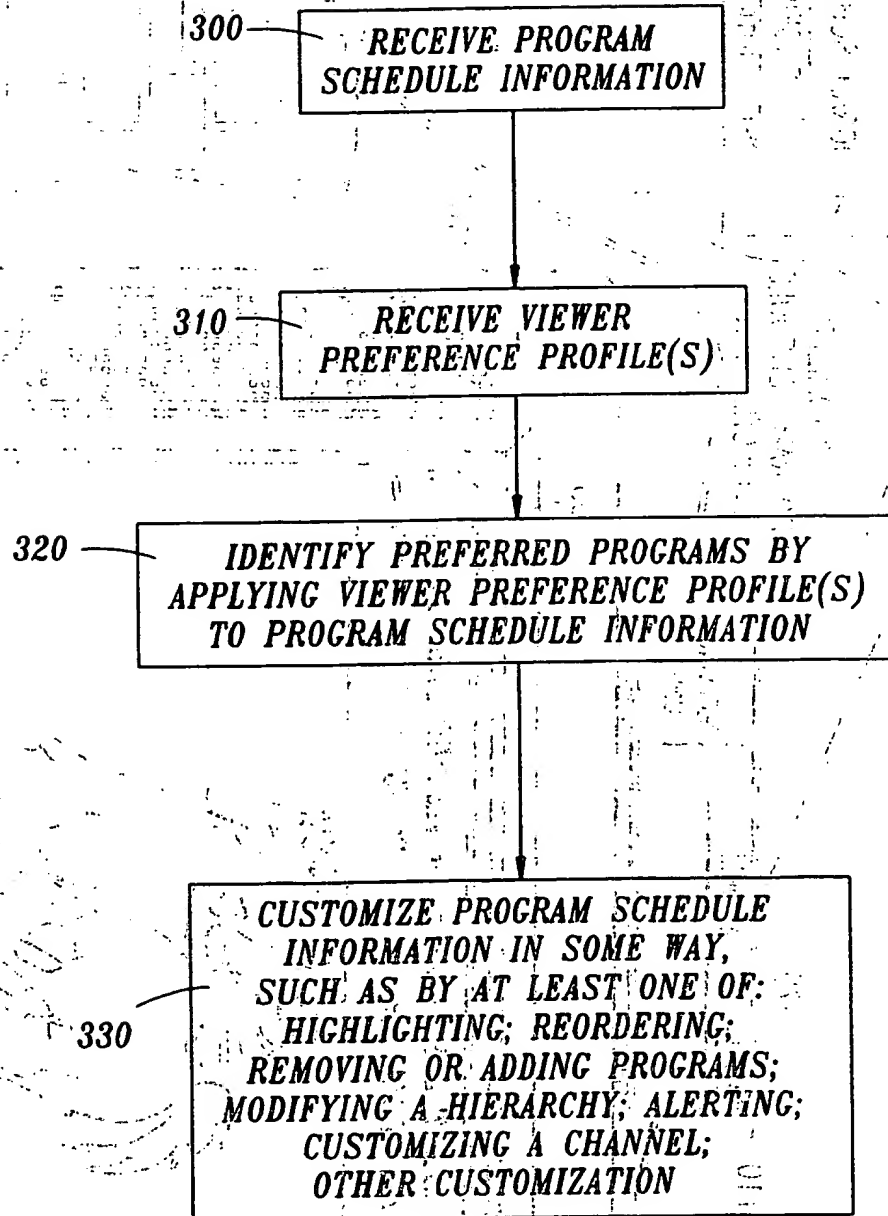 300
RECEIVE PROGRAM
SCHEDULE INFORMATION
310
RECEIVE VIEWER
PREFERENCE PROFILE(S)
320
IDENTIFY PREFERRED PROGRAMS BY
APPLYING VIEWER PREFERENCE PROFILE(S)
TO PROGRAM SCHEDULE INFORMATION
330
CUSTOMIZE PROGRAM SCHEDULE
INFORMATION IN SOME WAY,
SUCH AS BY AT LEAST ONE OF:
HIGHLIGHTING; REORDERING;
REMOVING OR ADDING PROGRAMS;
MODIFYING A HIERARCHY; ALERTING;
CUSTOMIZING A CHANNEL;
OTHER CUSTOMIZATION